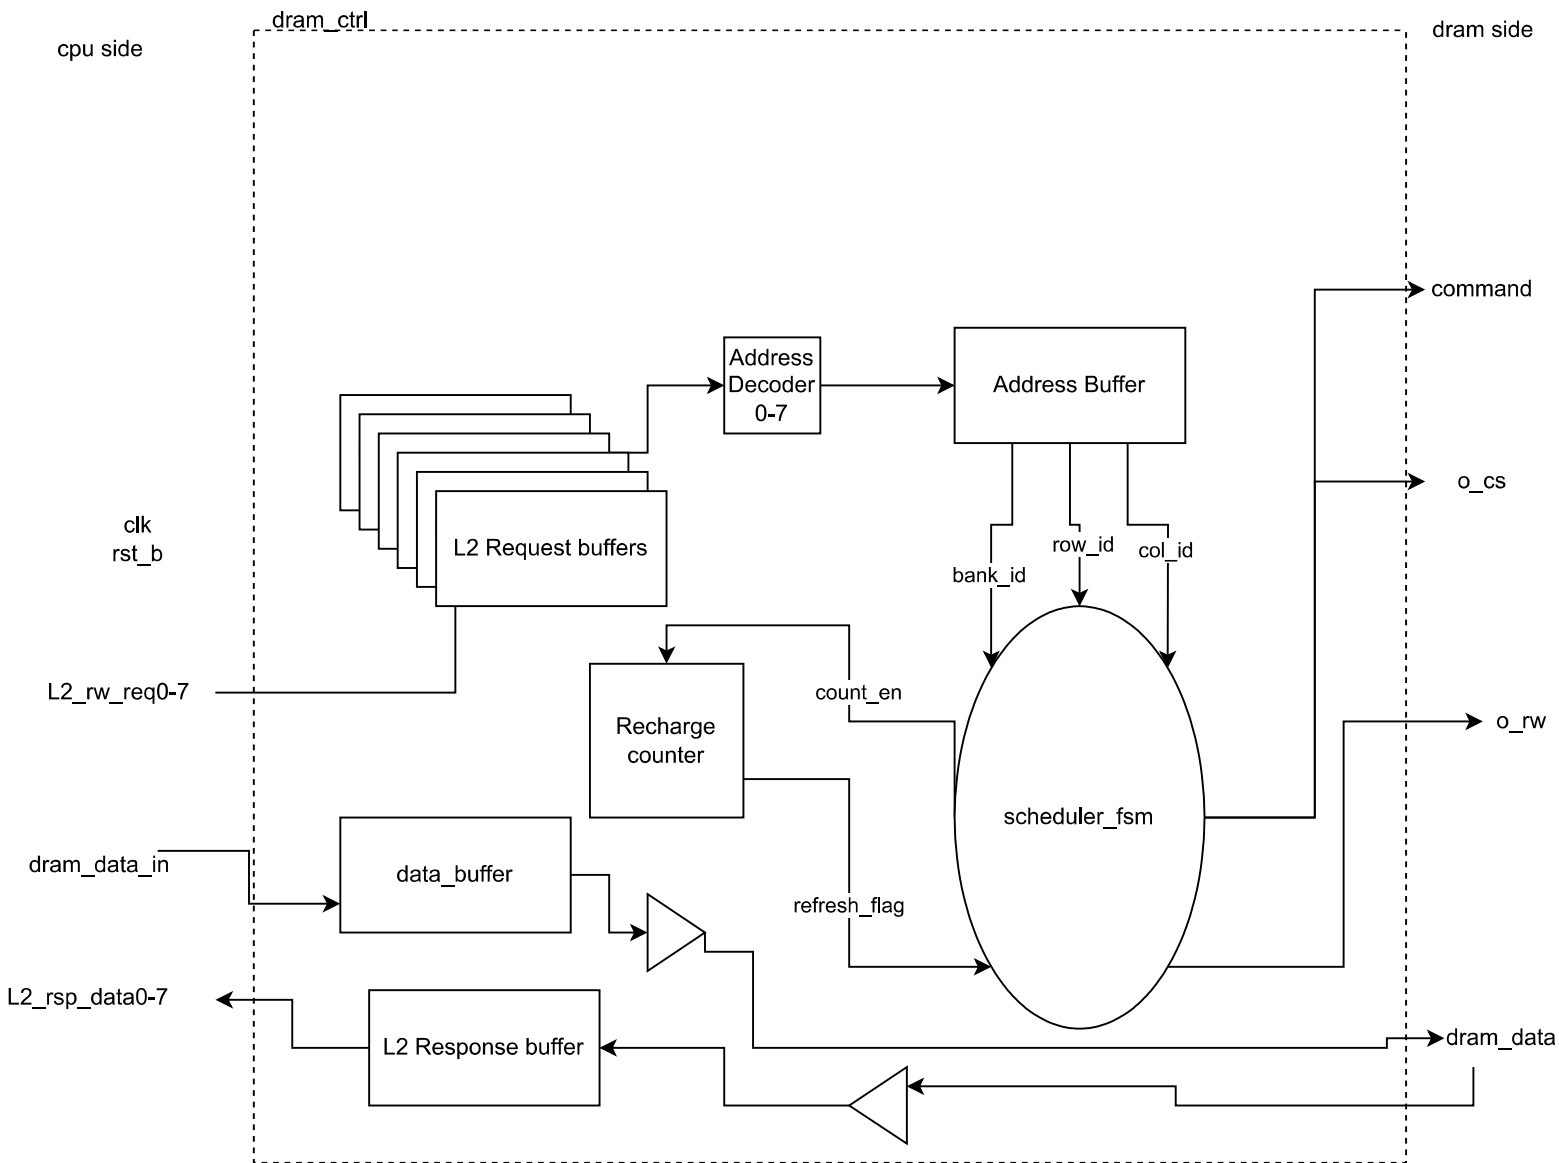 dram_ctrl
cpu side
dram side
command
Address
Decoder
0-7
Address Buffer
o_cs
clk
rst_b
L2 Request buffers
bank_id
row_id
col_id
L2_rw_req0-7
count_en
o_rw
Recharge
counter
scheduler_fsm
dram_data_in
data_buffer
refresh_flag
L2_rsp_data0-7
L2 Response buffer
dram_data